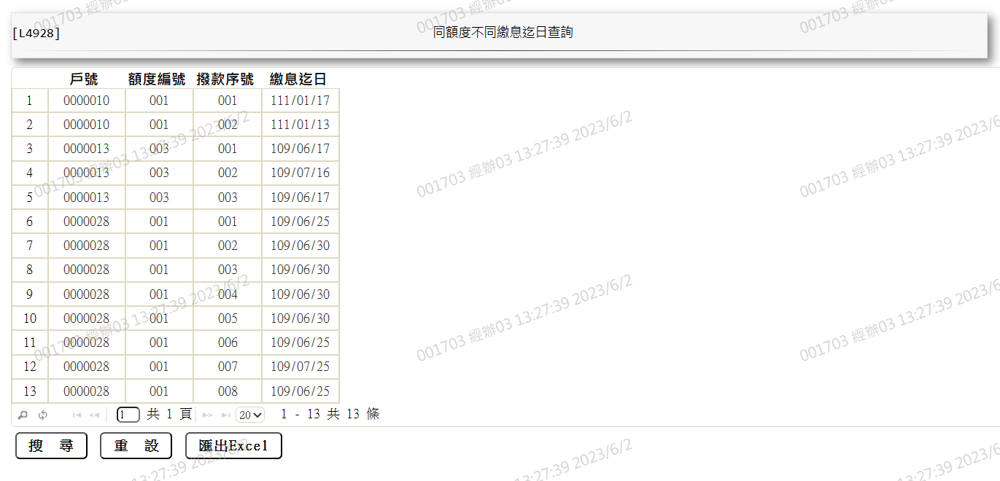 [L4928] 同額度不同繳息迄日查詢
戶號 額度編號 撥款序號 繳息迄日
1 0000010 001 001 111/01/17
2 0000010 001 002 111/01/13
3 0000013 003 001 109/06/17
4 0000013 003 002 109/07/16
5 0000013 003 003 109/06/17
6 0000028 001 001 109/06/25
7 0000028 001 002 109/06/30
8 0000028 001 003 109/06/30
9 0000028 001 004 109/06/30
10 0000028 001 005 109/06/30
11 0000028 001 006 109/06/25
12 0000028 001 007 109/07/25
13 0000028 001 008 109/06/25
1 共 1 頁 20 1 - 13 共 13 條
搜 尋 重 設 匯出Excel
001703 經辦03 13:27:39 2023/6/2